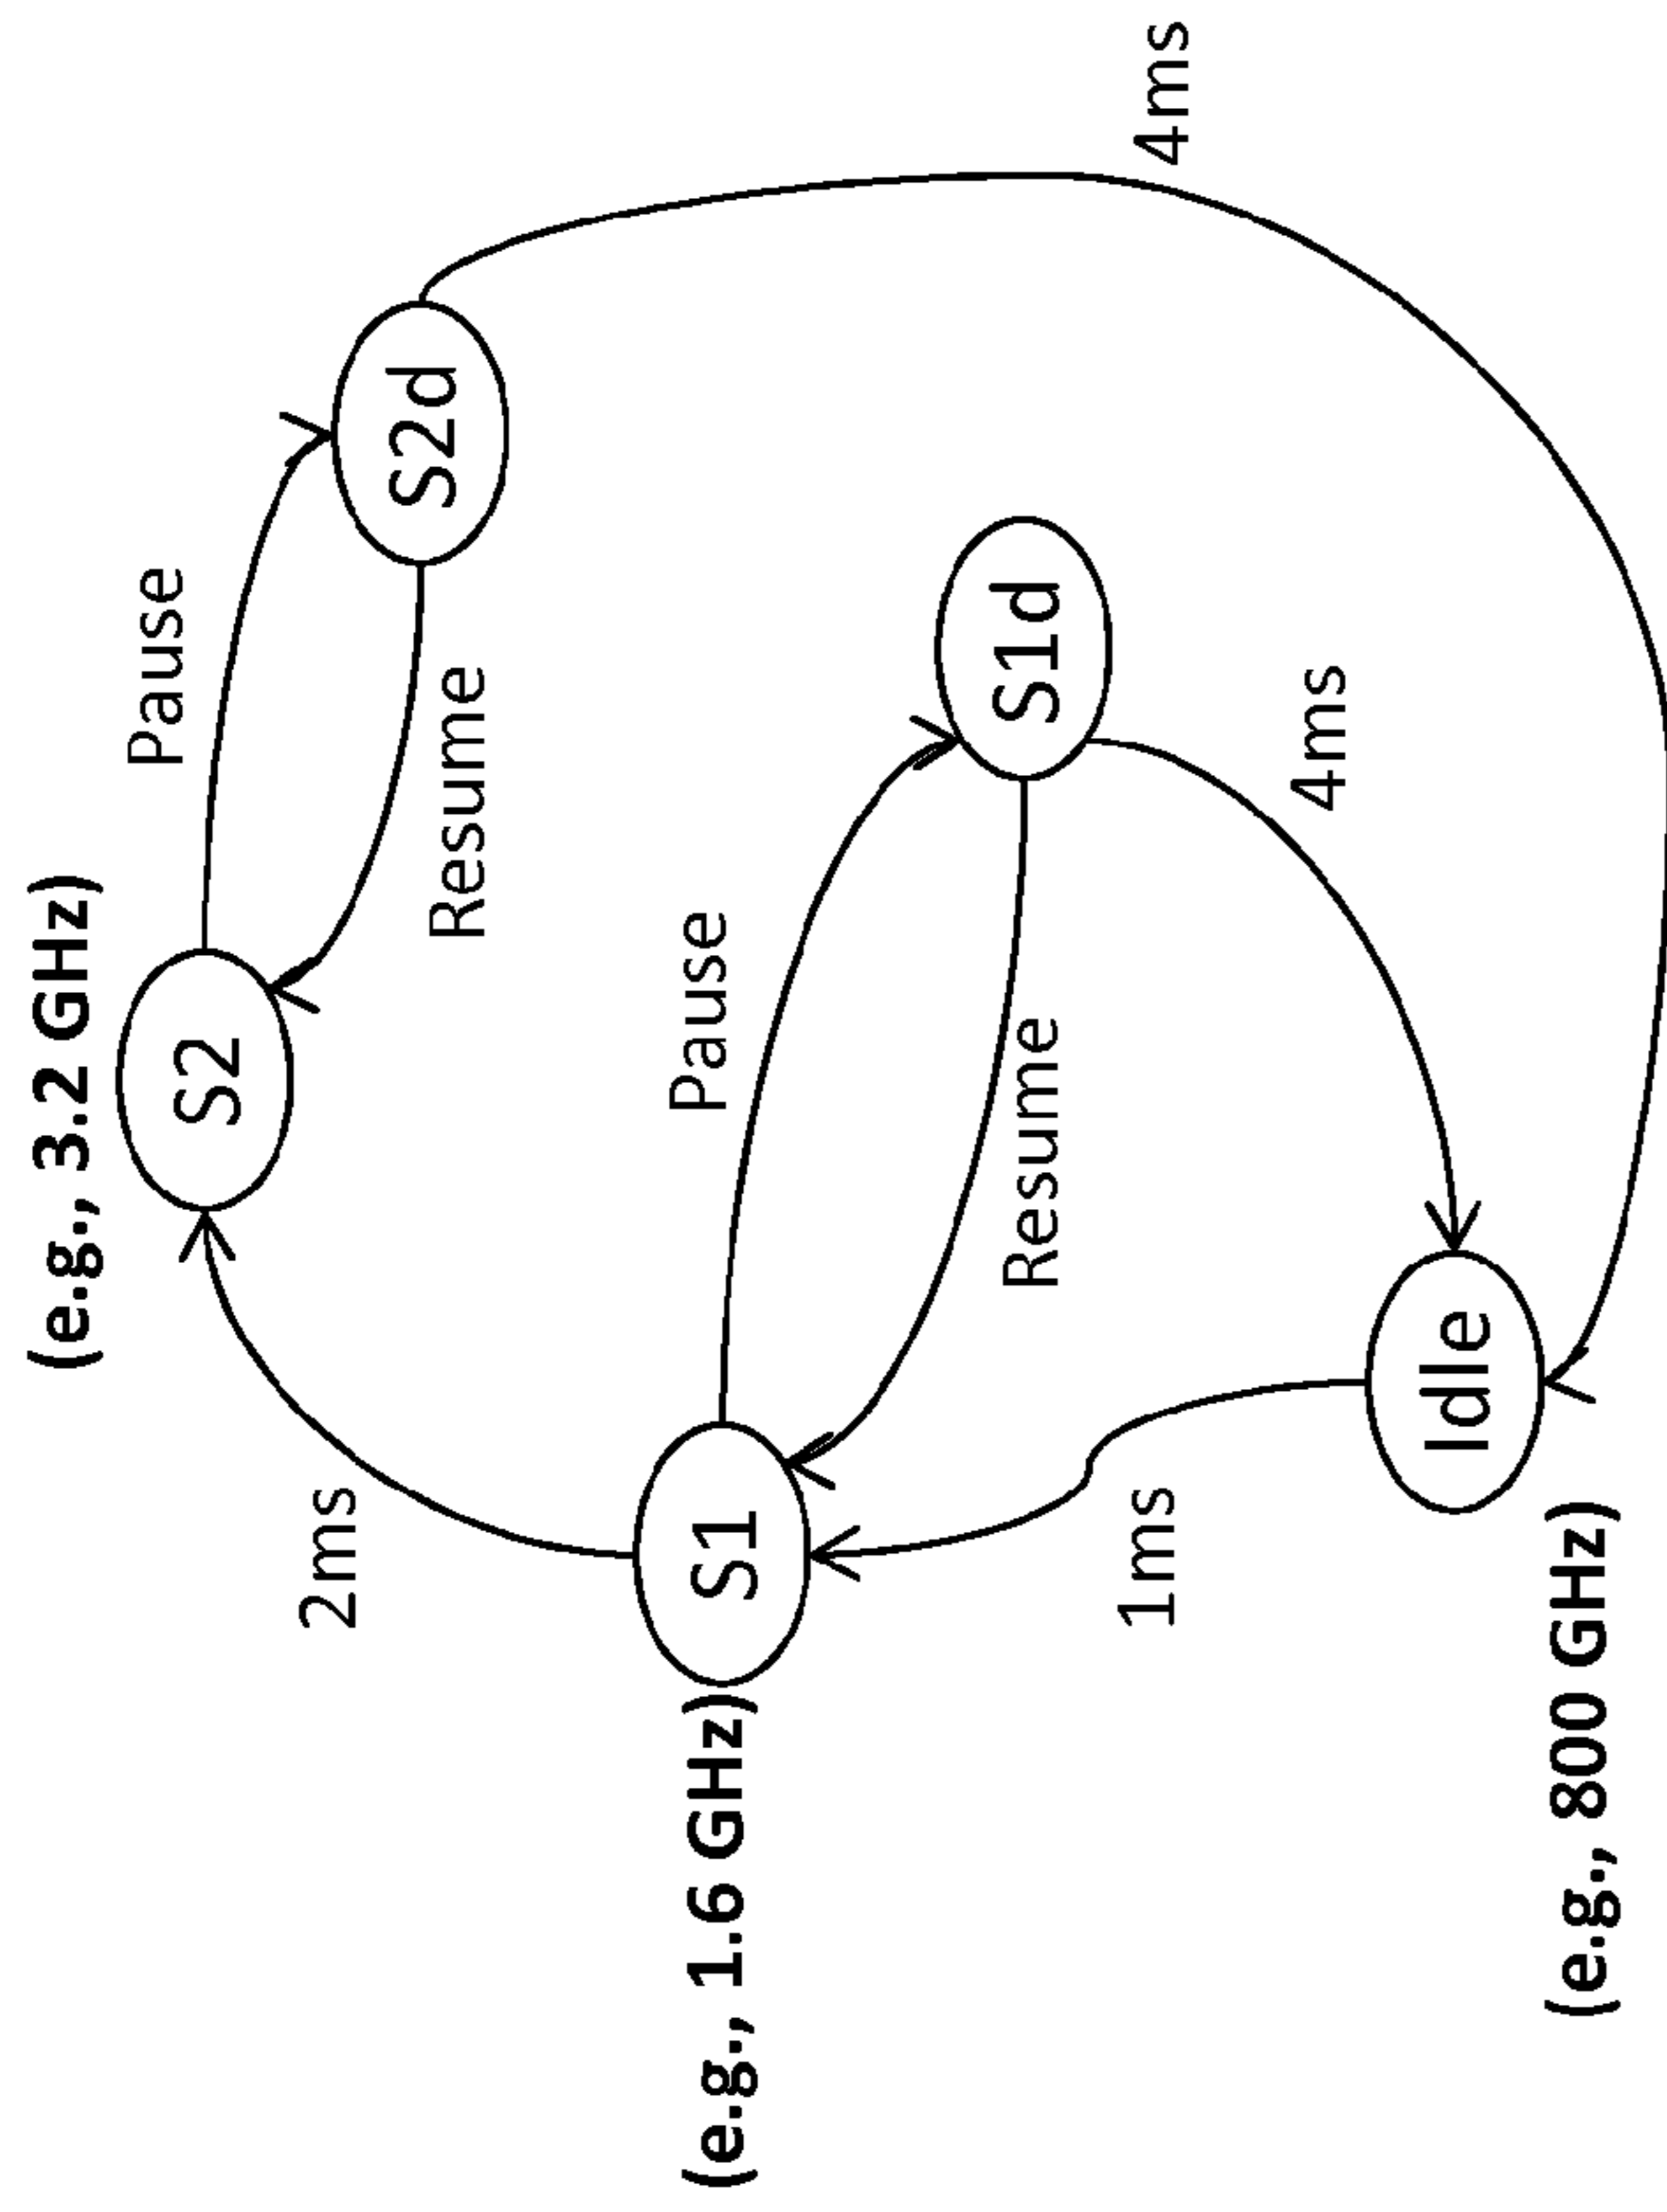 (e.g., 3.2 GHz)
S2
Pause
S2d
Resume
2ms
4ms
(e.g., 1.6 GHz)
S1
Pause
S1d
Resume
1ms
4ms
Idle
(e.g., 800 GHz)